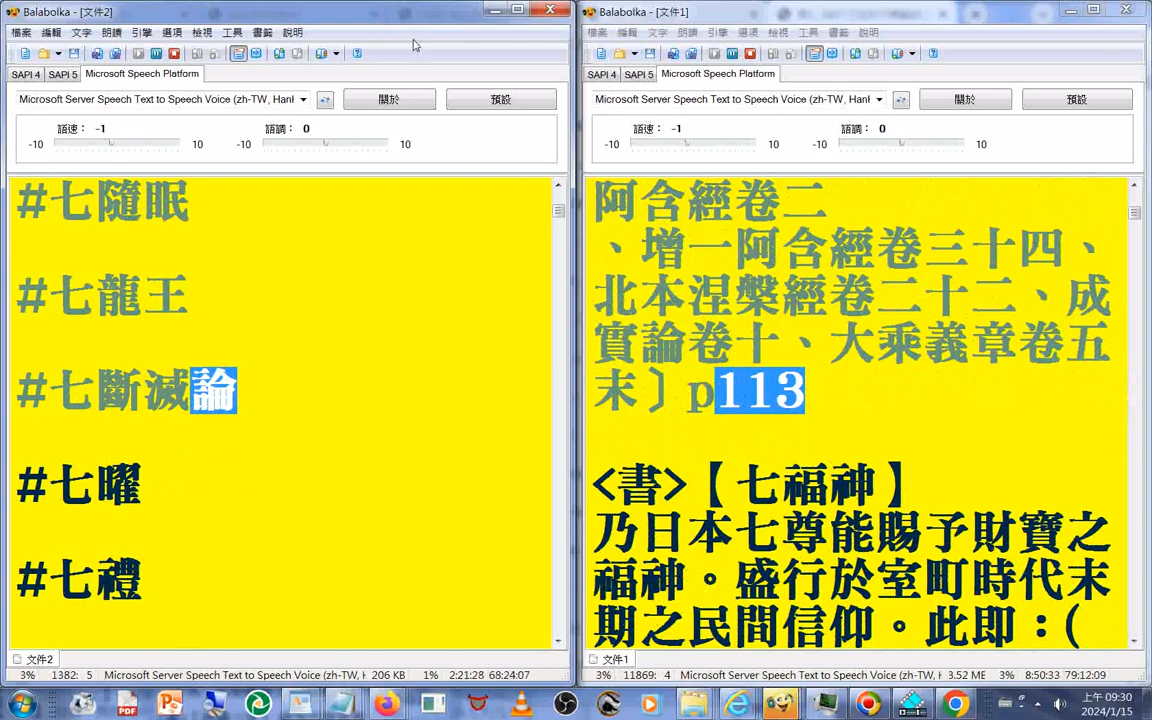 Balabolka - [文件2]
檔案 編輯 文字 朗讀 引擎 選項 檢視 工具 書籤 說明
SAPI 4 SAPI 5 Microsoft Speech Platform
Microsoft Server Speech Text to Speech Voice (zh-TW, Hanl
關於 預設
語速： -1 語調： 0
-10 10 -10 10
#七隨眠
#七龍王
#七斷滅論
#七曜
#七禮
文件2
3% 1382: 5 Microsoft Server Speech Text to Speech Voice (zh-TW, Ha 206 KB 1% 2:21:28 68:24:07
Balabolka - [文件1]
檔案 編輯 文字 朗讀 引擎 選項 檢視 工具 書籤 說明
SAPI 4 SAPI 5 Microsoft Speech Platform
Microsoft Server Speech Text to Speech Voice (zh-TW, Hanl
關於 預設
語速： -1 語調： 0
-10 10 -10 10
阿含經卷二
、增一阿含經卷三十四、
北本涅槃經卷二十二、成
實論卷十、大乘義章卷五
末〕p113
<書>【七福神】
乃日本七尊能賜予財寶之
福神。盛行於室町時代末
期之民間信仰。此即：(
文件1
3% 11869: 4 Microsoft Server Speech Text to Speech Voice (zh-TW, H 3.52 MB 3% 8:50:33 79:12:09
上午 09:30
2024/1/15